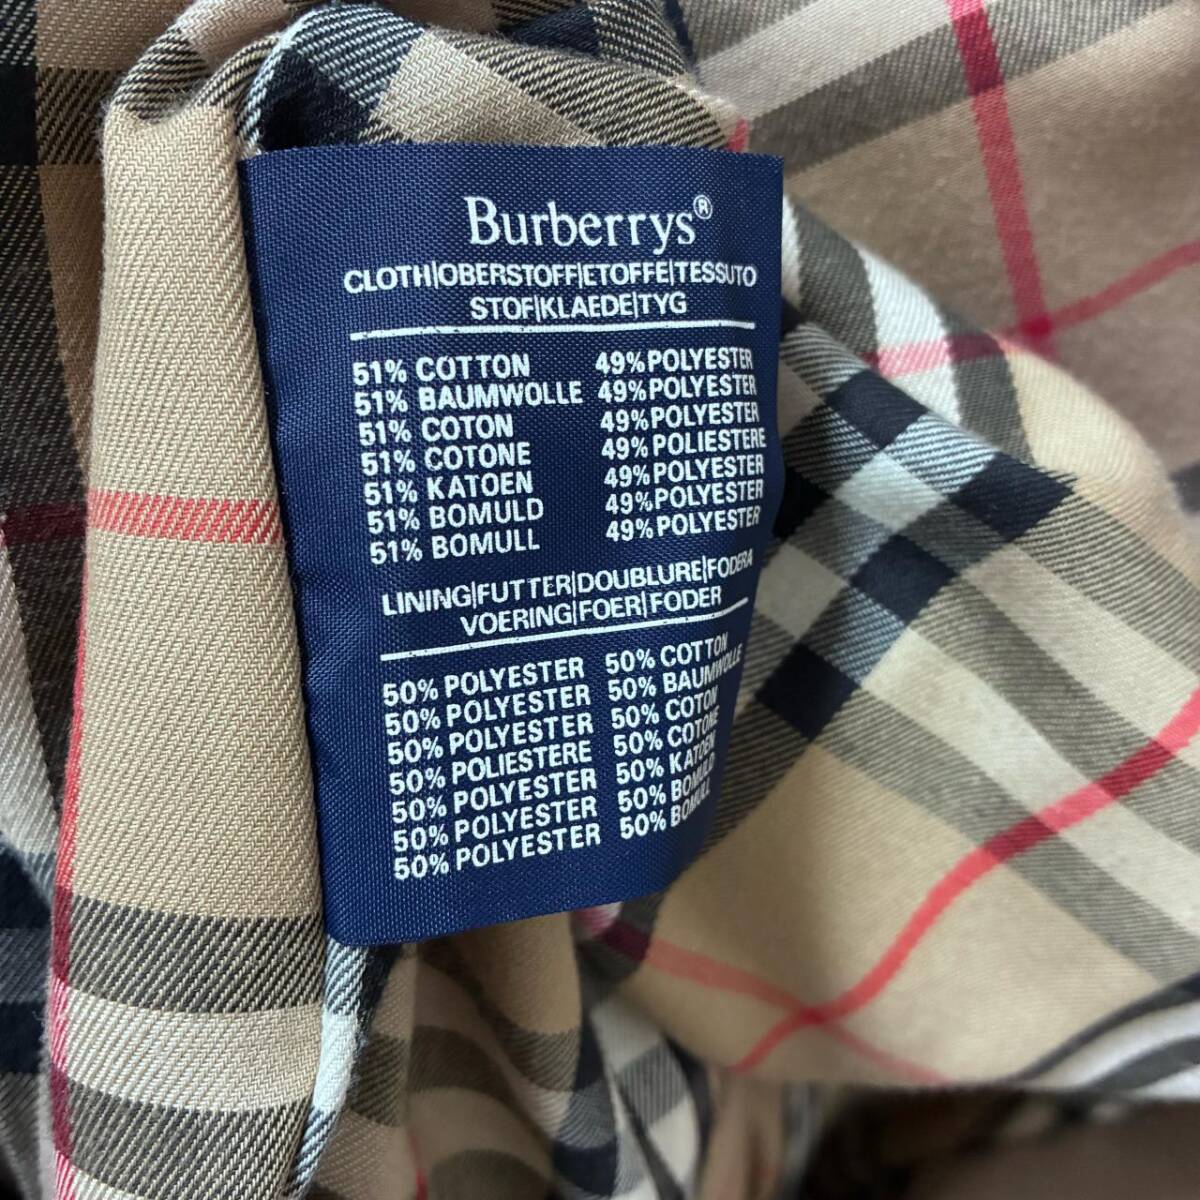 Burberrys®
CLOTH|OBERSTOFF|ETOFFE|TESSUTO
STOF|KLAEDE|TYG
51% COTTON 49% POLYESTER
51% BAUMWOLLE 49% POLYESTER
51% COTON 49% POLYESTER
51% COTONE 49% POLIESTERE
51% KATOEN 49% POLYESTER
51% BOMULD 49% POLYESTER
51% BOMULL 49% POLYESTER
LINING|FUTTER|DOUBLURE|FODERA
VOERING|FOER|FODER
50% POLYESTER 50% COTTON
50% POLYESTER 50% BAUMWOLLE
50% POLYESTER 50% COTON
50% POLIESTERE 50% COTONE
50% POLYESTER 50% KATOEN
50% POLYESTER 50% BOMULD
50% POLYESTER 50% BOMULL